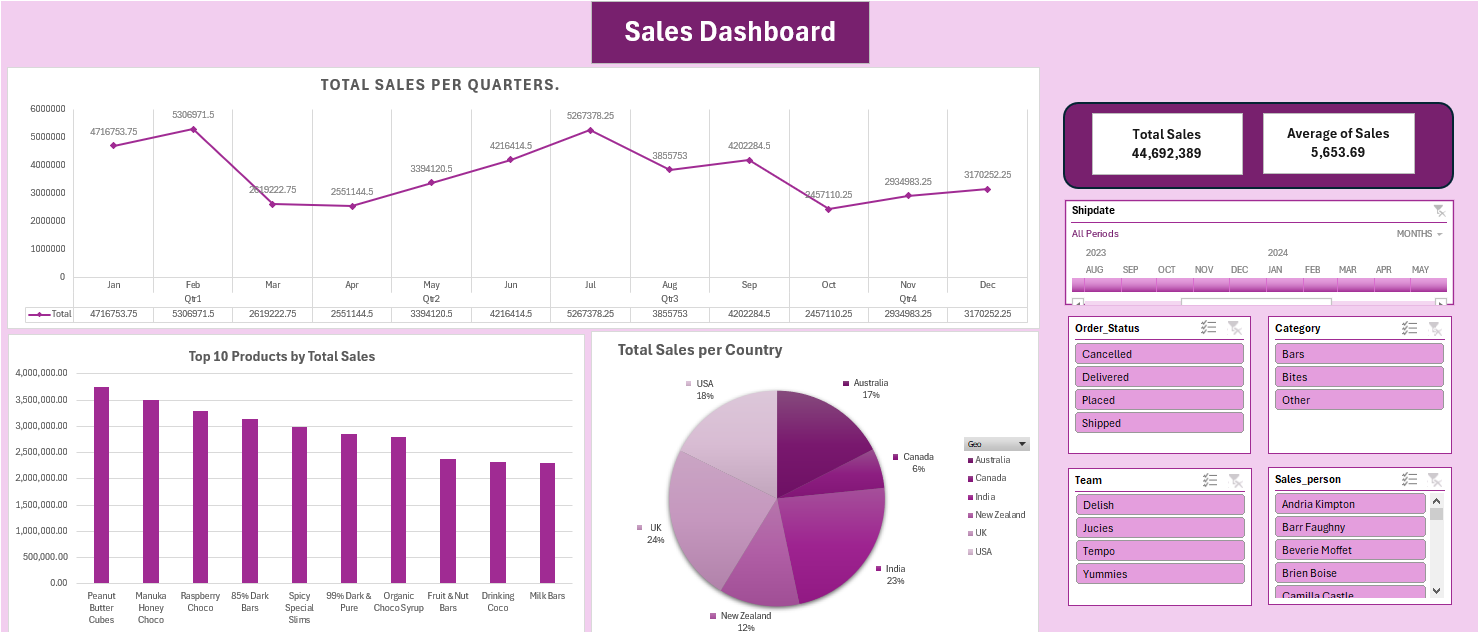 Sales Dashboard
TOTAL SALES PER QUARTERS.
6000000
5000000
4000000
3000000
2000000
1000000
0
4716753.75
5306971.5
2619222.75
2551144.5
3394120.5
4216414.5
5267378.25
3855753
4202284.5
2457110.25
2934983.25
3170252.25
Jan Feb Mar Apr May Jun Jul Aug Sep Oct Nov Dec
Qtr1 Qtr2 Qtr3 Qtr4
Total 4716753.75 5306971.5 2619222.75 2551144.5 3394120.5 4216414.5 5267378.25 3855753 4202284.5 2457110.25 2934983.25 3170252.25
Top 10 Products by Total Sales
4,000,000.00
3,500,000.00
3,000,000.00
2,500,000.00
2,000,000.00
1,500,000.00
1,000,000.00
500,000.00
0.00
Peanut
Butter
Cubes
Manuka
Honey
Choco
Raspberry
Choco
85% Dark
Bars
Spicy
Special
Slims
99% Dark &
Pure
Organic
Choco Syrup
Fruit & Nut
Bars
Drinking
Coco
Milk Bars
Total Sales per Country
USA
18%
Australia
17%
Canada
6%
UK
24%
India
23%
New Zealand
12%
Geo
Australia
Canada
India
New Zealand
UK
USA
Total Sales
44,692,389
Average of Sales
5,653.69
Shipdate
All Periods MONTHS
2023 2024
AUG SEP OCT NOV DEC JAN FEB MAR APR MAY
Order_Status
Cancelled
Delivered
Placed
Shipped
Category
Bars
Bites
Other
Team
Delish
Jucies
Tempo
Yummies
Sales_person
Andria Kimpton
Barr Faughny
Beverie Moffet
Brien Boise
Camilla Castle